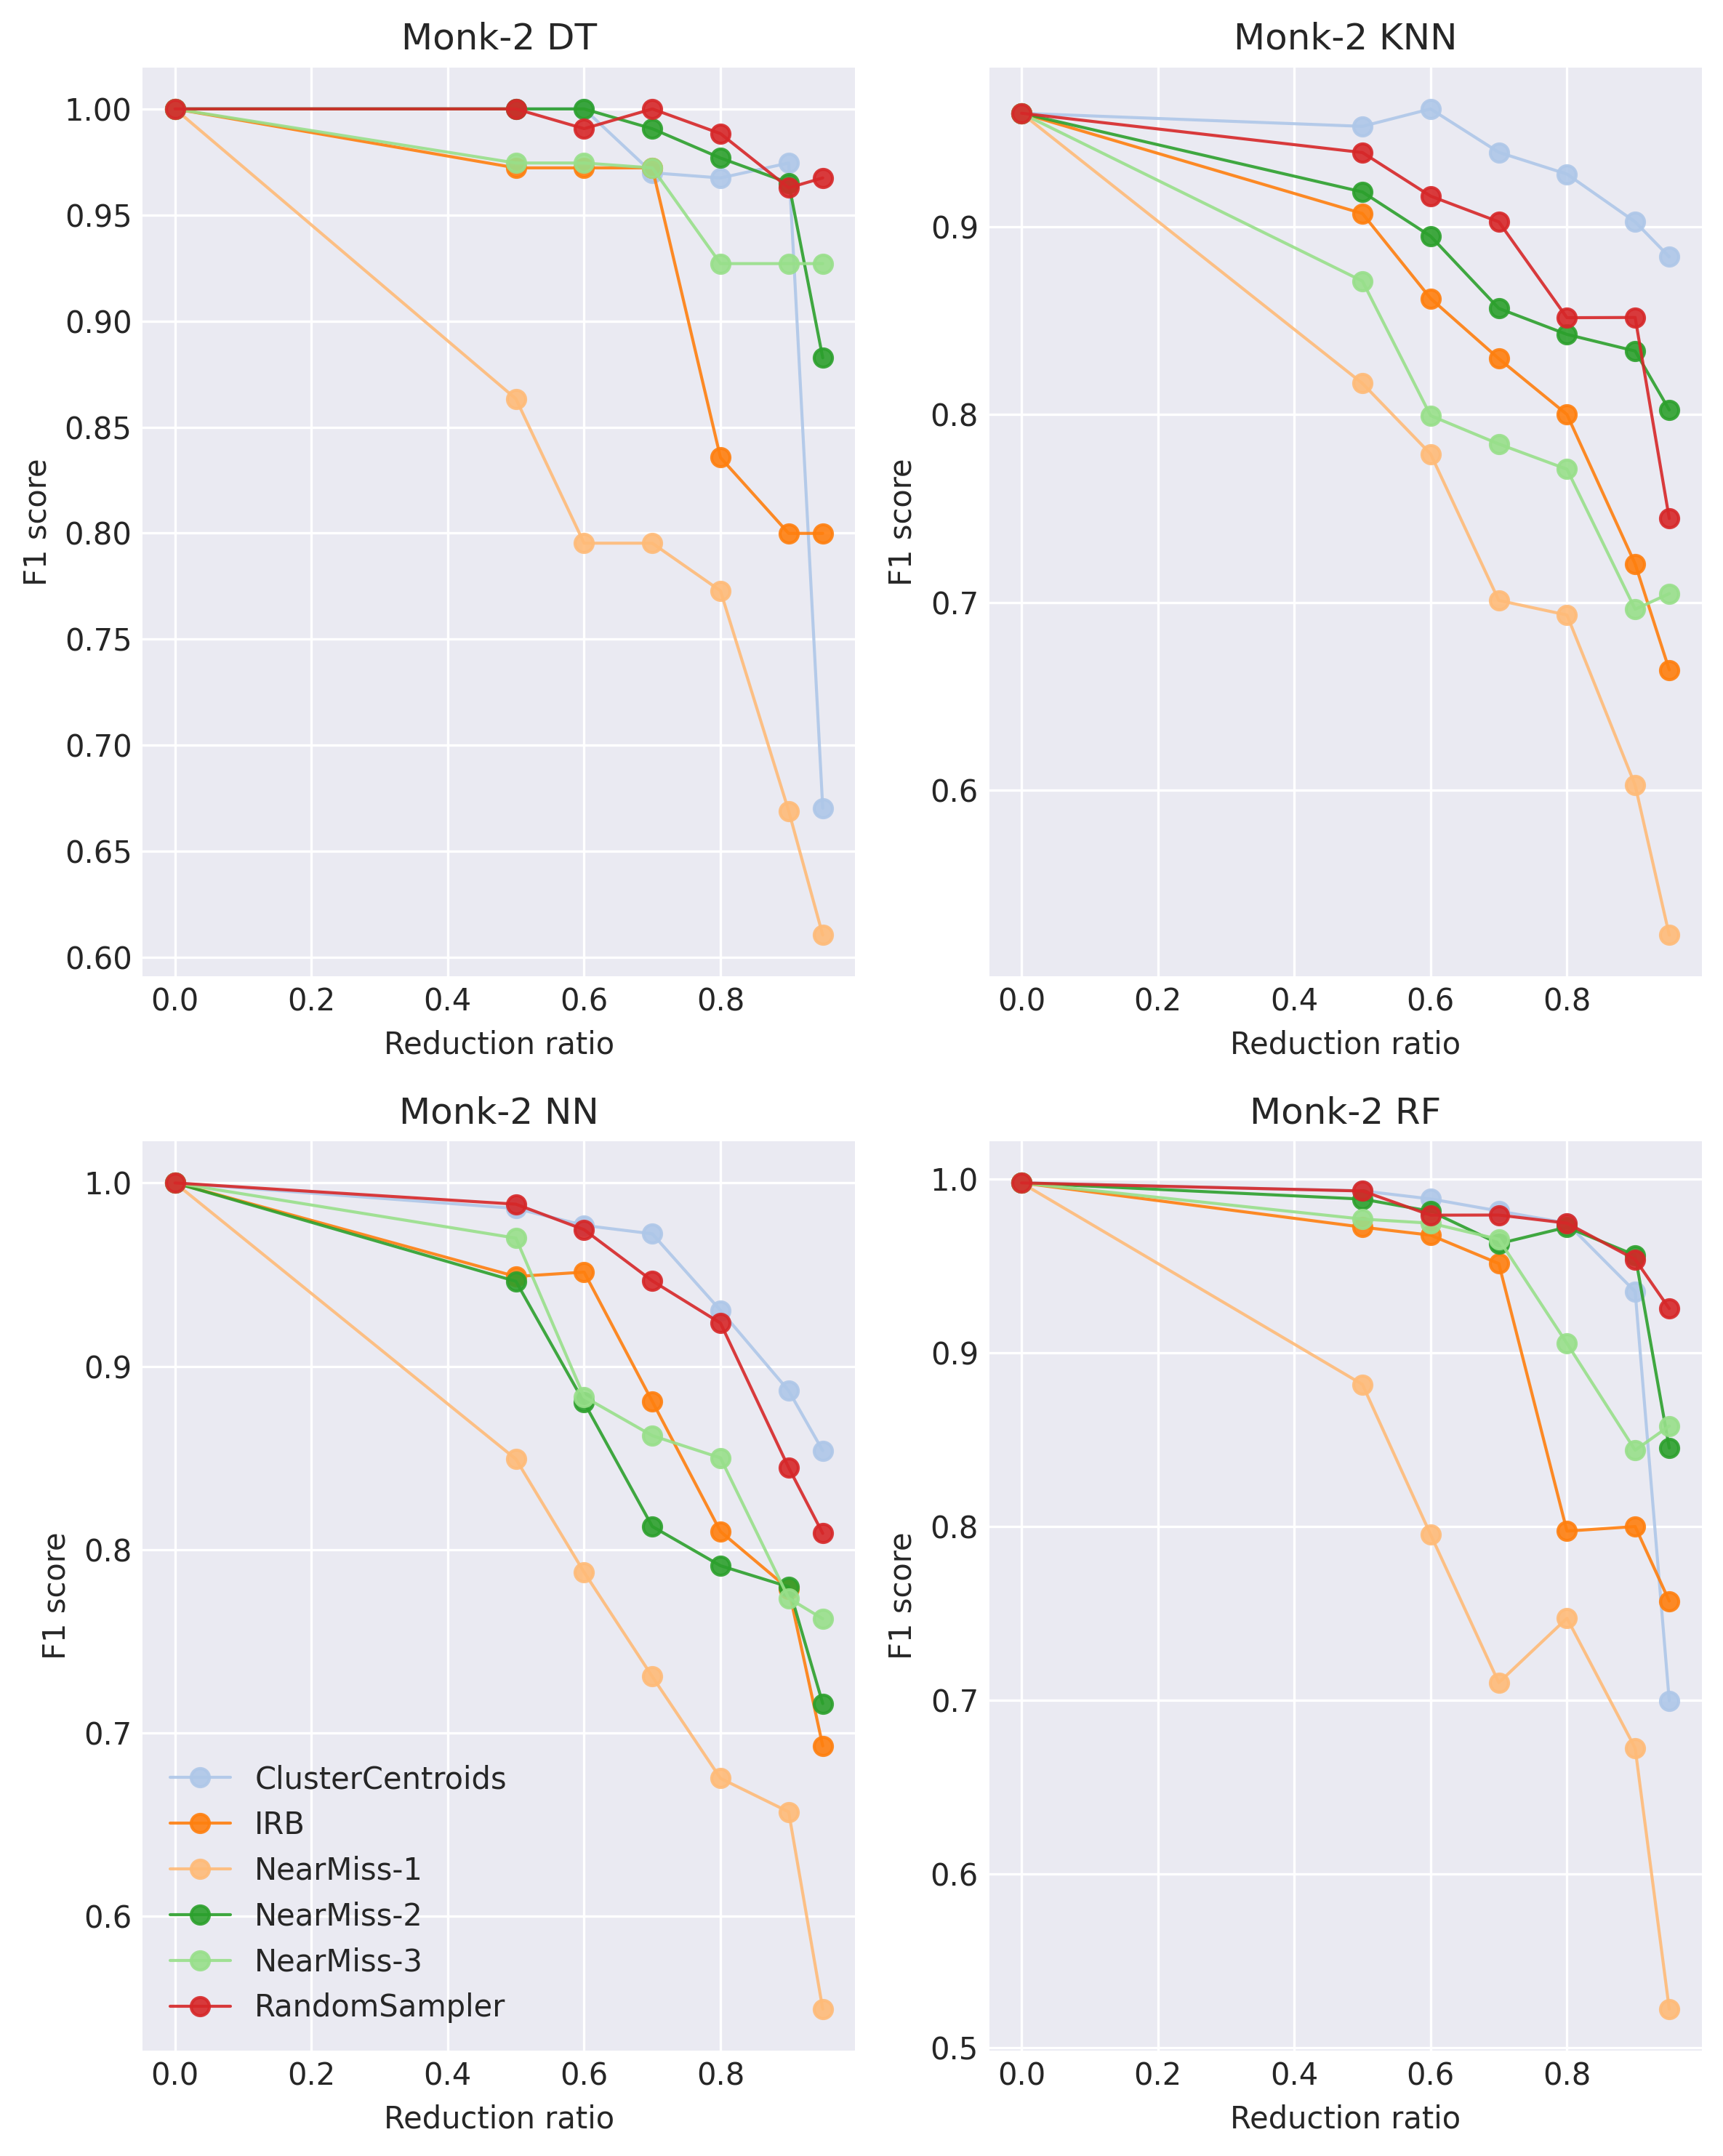 Monk-2 DT
1.00
0.95
0.90
0.85
0.80
0.75
0.70
0.65
0.60
F1 score
0.0 0.2 0.4 0.6 0.8
Reduction ratio
Monk-2 KNN
0.9
0.8
0.7
0.6
F1 score
0.0 0.2 0.4 0.6 0.8
Reduction ratio
Monk-2 NN
1.0
0.9
0.8
0.7
0.6
F1 score
ClusterCentroids
IRB
NearMiss-1
NearMiss-2
NearMiss-3
RandomSampler
0.0 0.2 0.4 0.6 0.8
Reduction ratio
Monk-2 RF
1.0
0.9
0.8
0.7
0.6
0.5
F1 score
0.0 0.2 0.4 0.6 0.8
Reduction ratio